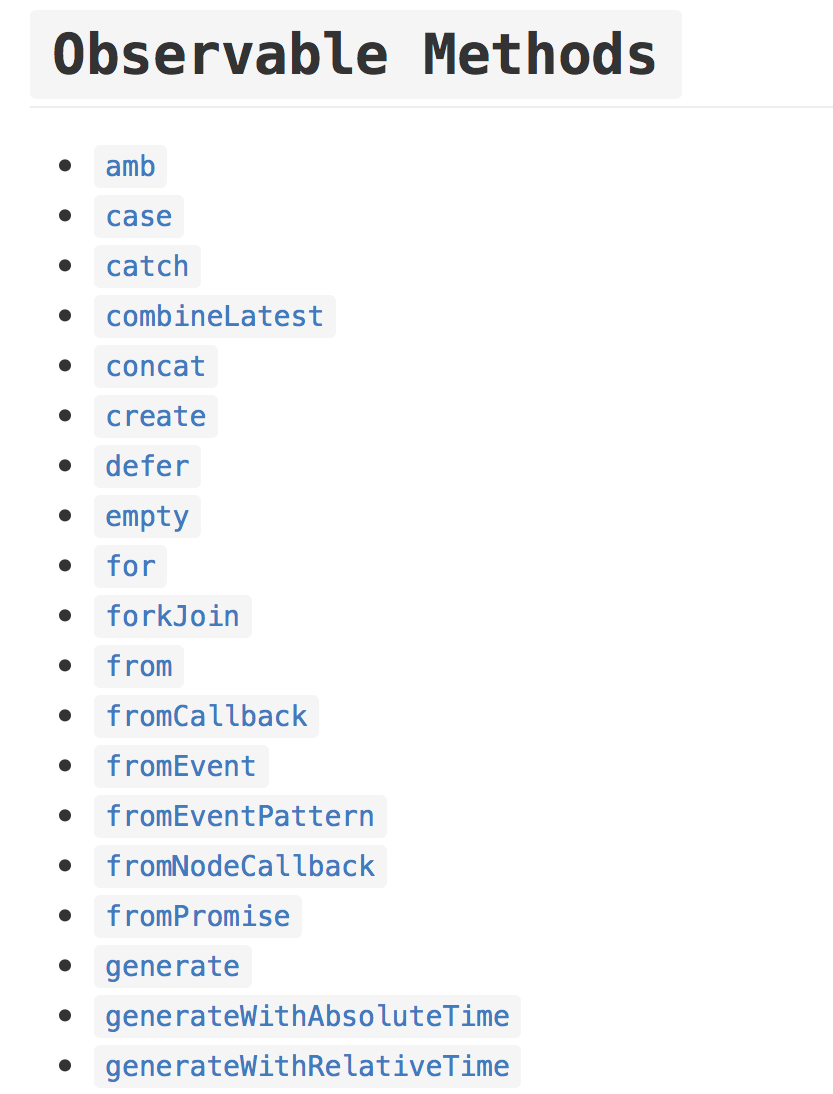 Observable Methods
amb
case
catch
combineLatest
concat
create
defer
empty
for
forkJoin
from
fromCallback
fromEvent
fromEventPattern
fromNodeCallback
fromPromise
generate
generateWithAbsoluteTime
generateWithRelativeTime